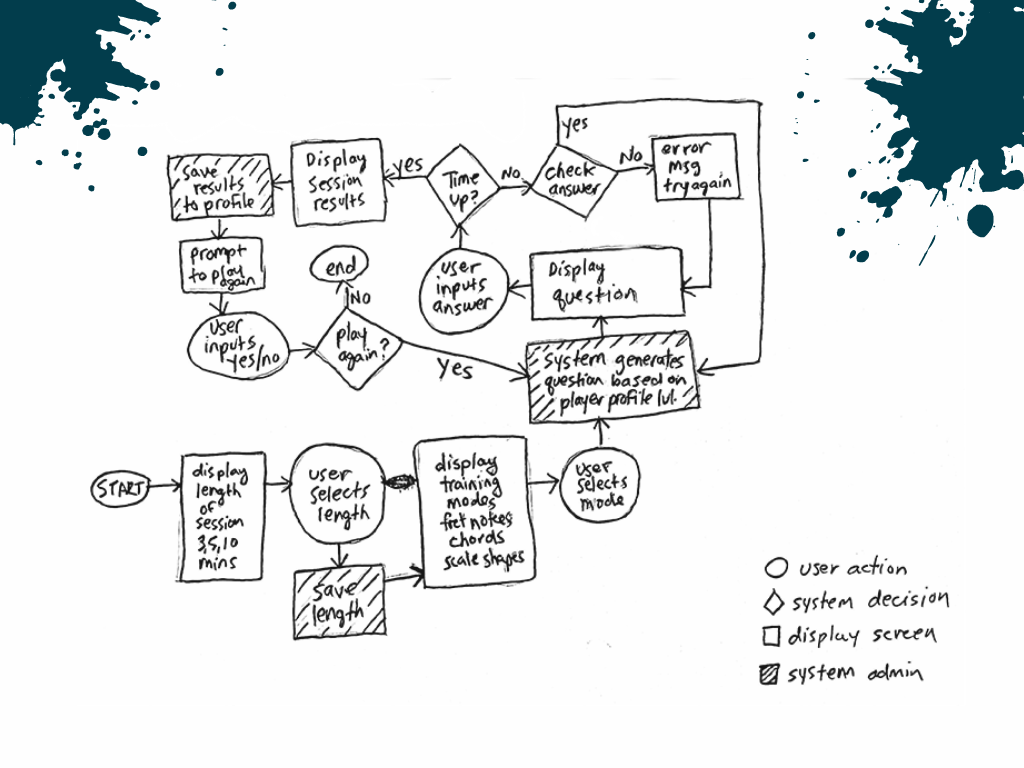 yes
Save
results
to profile
Display
session
results
yes
Time
up?
No
check
answer
No
error
msg
try again
prompt
to play
again
end
No
user
inputs
answer
Display
question
user
inputs
yes/no
play
again?
Yes
System generates
question based on
player profile lvl.
START
display
length
of
session
3,5,10
mins
user
selects
length
display
training
modes
fret notes
chords
scale shapes
user
selects
mode
save
length
user action
system decision
display screen
system admin